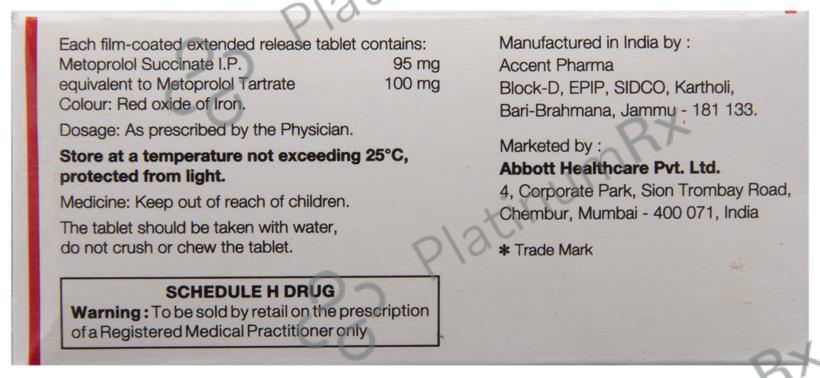 Each film-coated extended release tablet contains:
Metoprolol Succinate I.P. 95 mg
equivalent to Metoprolol Tartrate 100 mg
Colour: Red oxide of Iron.
Dosage: As prescribed by the Physician.
Store at a temperature not exceeding 25°C,
protected from light.
Medicine: Keep out of reach of children.
The tablet should be taken with water,
do not crush or chew the tablet.
SCHEDULE H DRUG
Warning : To be sold by retail on the prescription
of a Registered Medical Practitioner only
Manufactured in India by :
Accent Pharma
Block-D, EPIP, SIDCO, Kartholi,
Bari-Brahmana, Jammu - 181 133.
Marketed by :
Abbott Healthcare Pvt. Ltd.
4, Corporate Park, Sion Trombay Road,
Chembur, Mumbai - 400 071, India
* Trade Mark
PlatinumRx
Platin
Rx